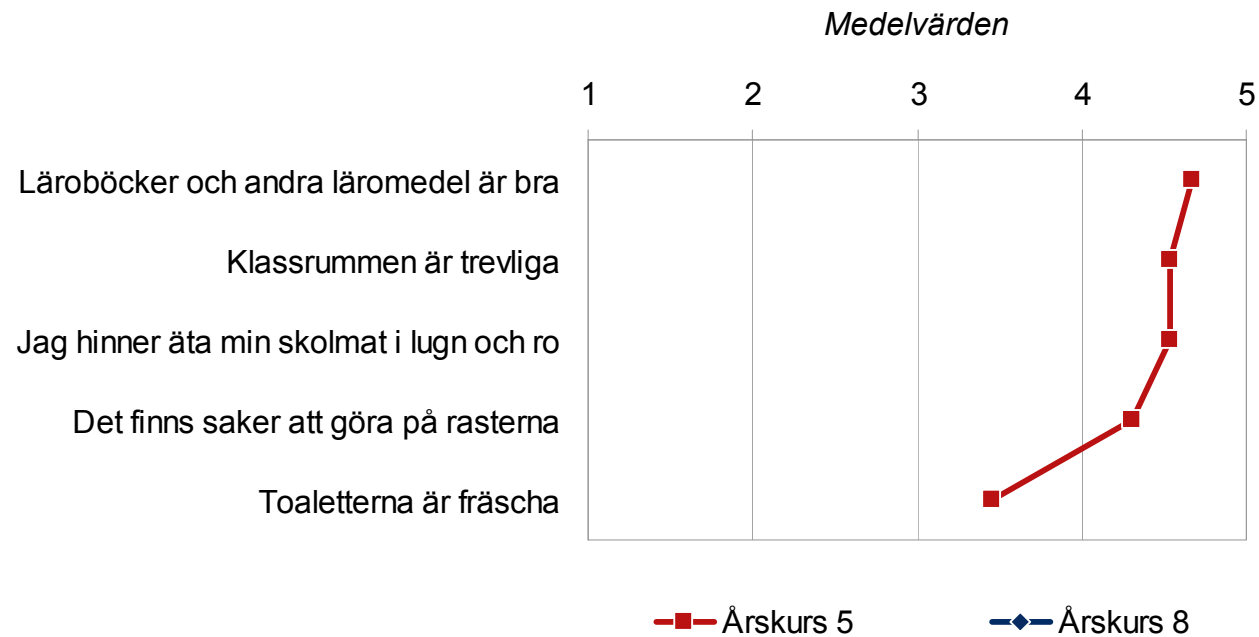 Medelvärden
1 2 3 4 5
Läroböcker och andra läromedel är bra
Klassrummen är trevliga
Jag hinner äta min skolmat i lugn och ro
Det finns saker att göra på rasterna
Toaletterna är fräscha
Årskurs 5 Årskurs 8